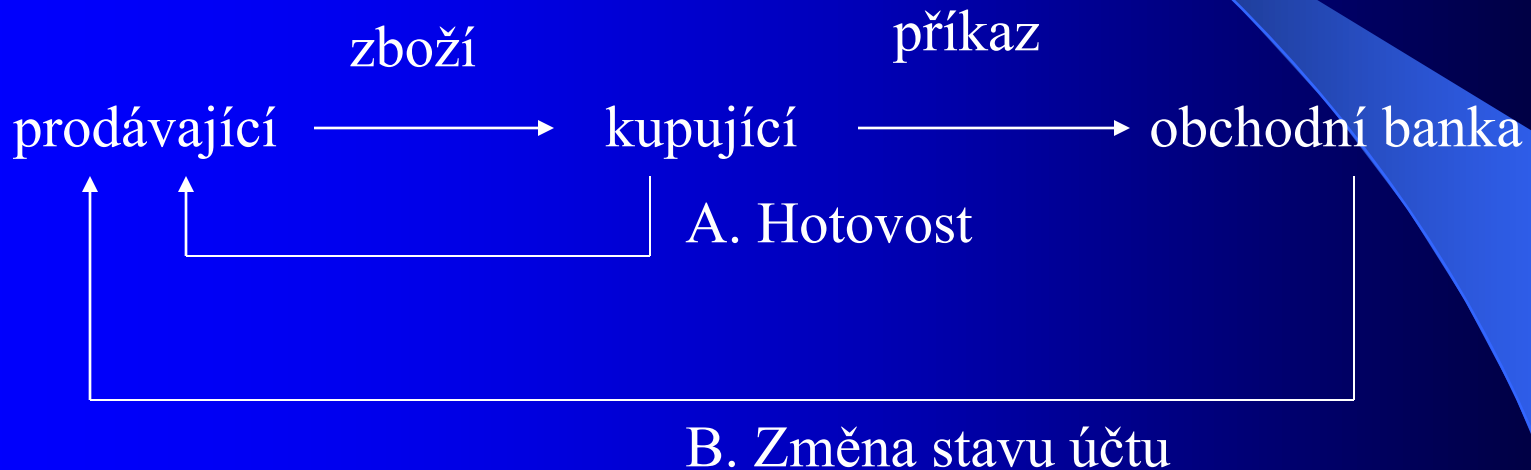 zboží
příkaz
prodávající
kupující
obchodní banka
A. Hotovost
B. Změna stavu účtu